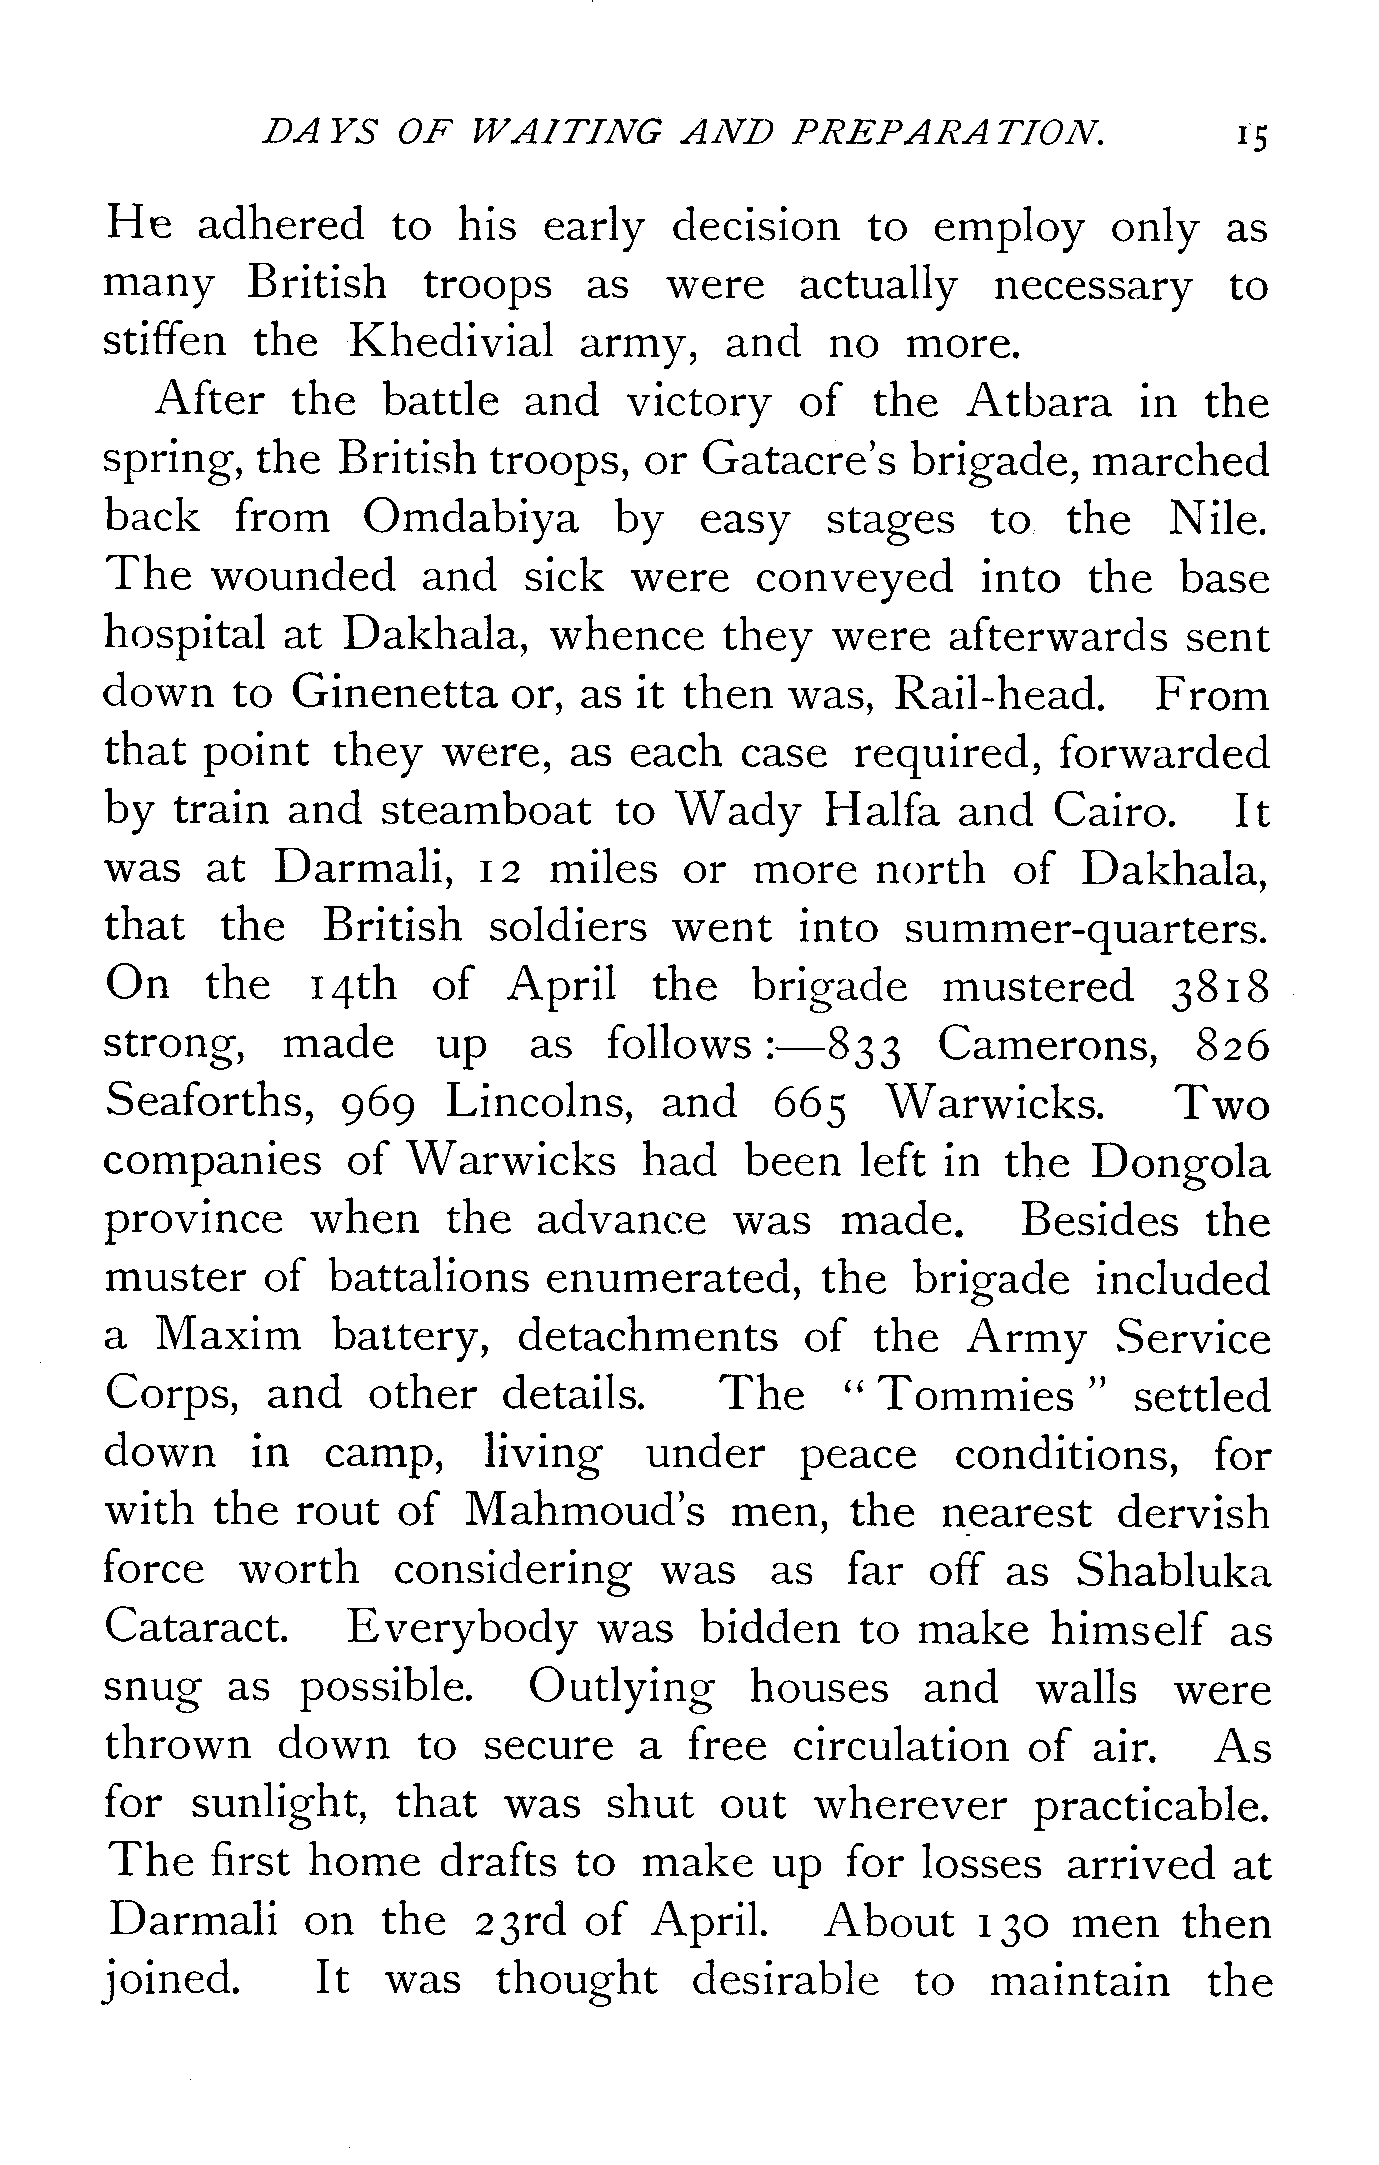 DAYS OF WAITING AND PREPARATION. 15
He adhered to his early decision to employ only as
many British troops as were actually necessary to
stiffen the Khedivial army, and no more.
After the battle and victory of the Atbara in the
spring, the British troops, or Gatacre's brigade, marched
back from Omdabiya by easy stages to the Nile.
The wounded and sick were conveyed into the base
hospital at Dakhala, whence they were afterwards sent
down to Ginenetta or, as it then was, Rail-head. From
that point they were, as each case required, forwarded
by train and steamboat to Wady Halfa and Cairo. It
was at Darmali, 12 miles or more north of Dakhala,
that the British soldiers went into summer-quarters.
On the 14th of April the brigade mustered 3818
strong, made up as follows:—833 Camerons, 826
Seaforths, 969 Lincolns, and 665 Warwicks. Two
companies of Warwicks had been left in the Dongola
province when the advance was made. Besides the
muster of battalions enumerated, the brigade included
a Maxim battery, detachments of the Army Service
Corps, and other details. The "Tommies" settled
down in camp, living under peace conditions, for
with the rout of Mahmoud's men, the nearest dervish
force worth considering was as far off as Shabluka
Cataract. Everybody was bidden to make himself as
snug as possible. Outlying houses and walls were
thrown down to secure a free circulation of air. As
for sunlight, that was shut out wherever practicable.
The first home drafts to make up for losses arrived at
Darmali on the 23rd of April. About 130 men then
joined. It was thought desirable to maintain the